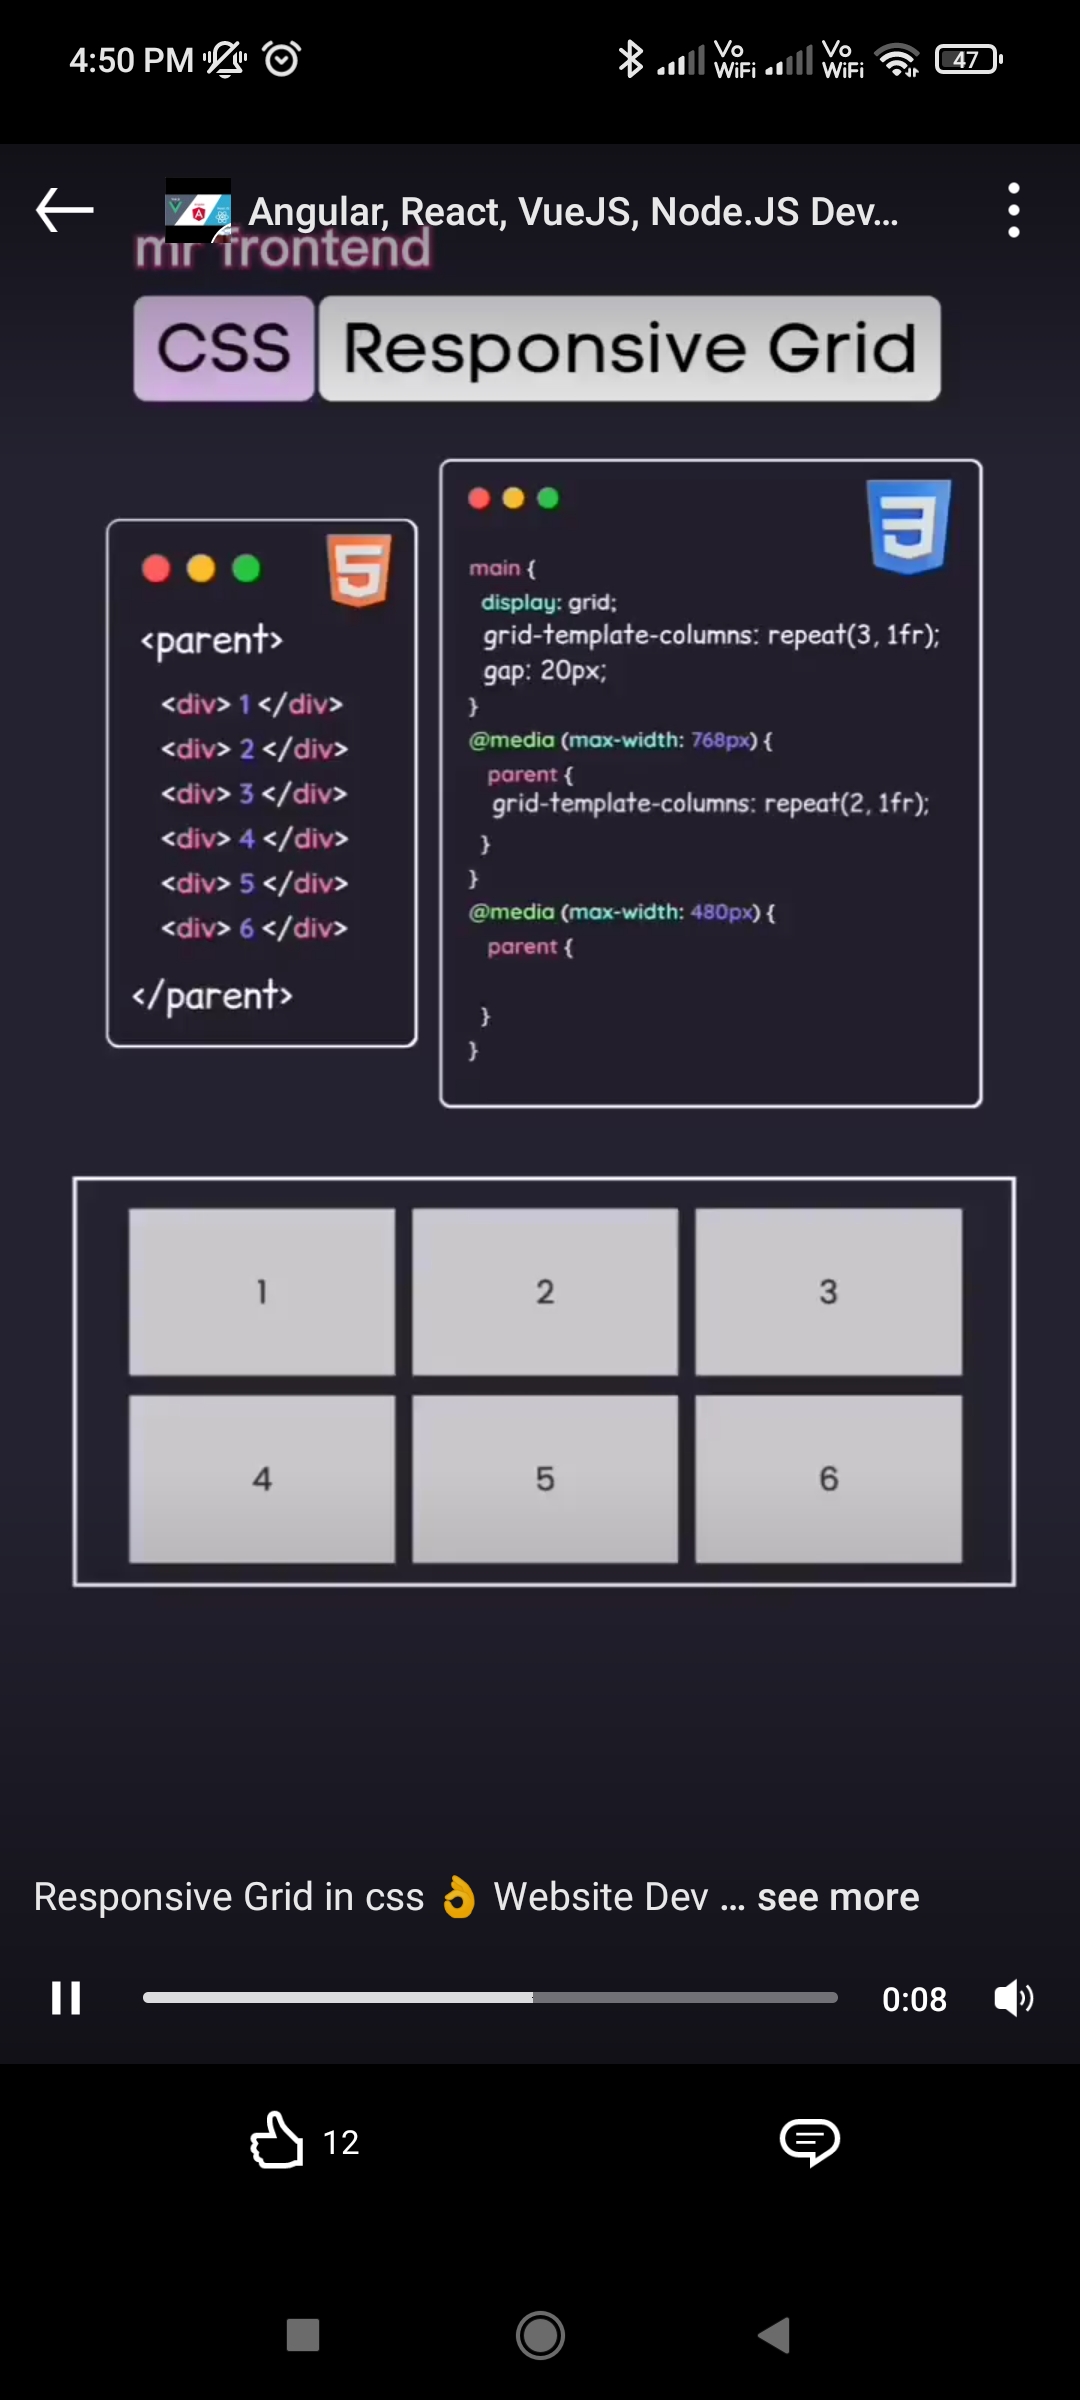 4:50 PM
Vo WiFi
Vo WiFi
47
Angular, React, VueJS, Node.JS Dev...
mr frontend
CSS Responsive Grid
<parent>
<div> 1 </div>
<div> 2 </div>
<div> 3 </div>
<div> 4 </div>
<div> 5 </div>
<div> 6 </div>
</parent>
main {
display: grid;
grid-template-columns: repeat(3, 1fr);
gap: 20px;
}
@media (max-width: 768px) {
parent {
grid-template-columns: repeat(2, 1fr);
}
}
@media (max-width: 480px) {
parent {
}
}
1 2 3
4 5 6
Responsive Grid in css 👌 Website Dev ... see more
0:08
12